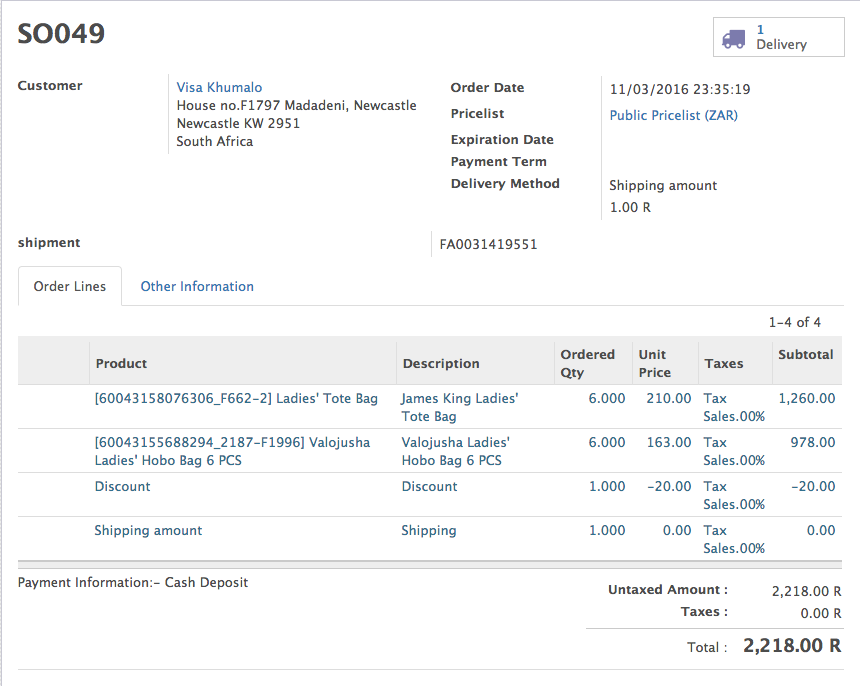 SO049
1
Delivery
Customer
Visa Khumalo
House no.F1797 Madadeni, Newcastle
Newcastle KW 2951
South Africa
Order Date
11/03/2016 23:35:19
Pricelist
Public Pricelist (ZAR)
Expiration Date
Payment Term
Delivery Method
Shipping amount
1.00 R
shipment
FA0031419551
Order Lines
Other Information
1-4 of 4
Product Description Ordered Qty Unit Price Taxes Subtotal
[60043158076306_F662-2] Ladies' Tote Bag James King Ladies' 6.000 210.00 Tax 1,260.00
Tote Bag Sales.00%
[60043155688294_2187-F1996] Valojusha Valojusha Ladies' 6.000 163.00 Tax 978.00
Ladies' Hobo Bag 6 PCS Hobo Bag 6 PCS Sales.00%
Discount Discount 1.000 -20.00 Tax -20.00
Sales.00%
Shipping amount Shipping 1.000 0.00 Tax 0.00
Sales.00%
Payment Information:- Cash Deposit
Untaxed Amount : 2,218.00 R
Taxes : 0.00 R
Total : 2,218.00 R